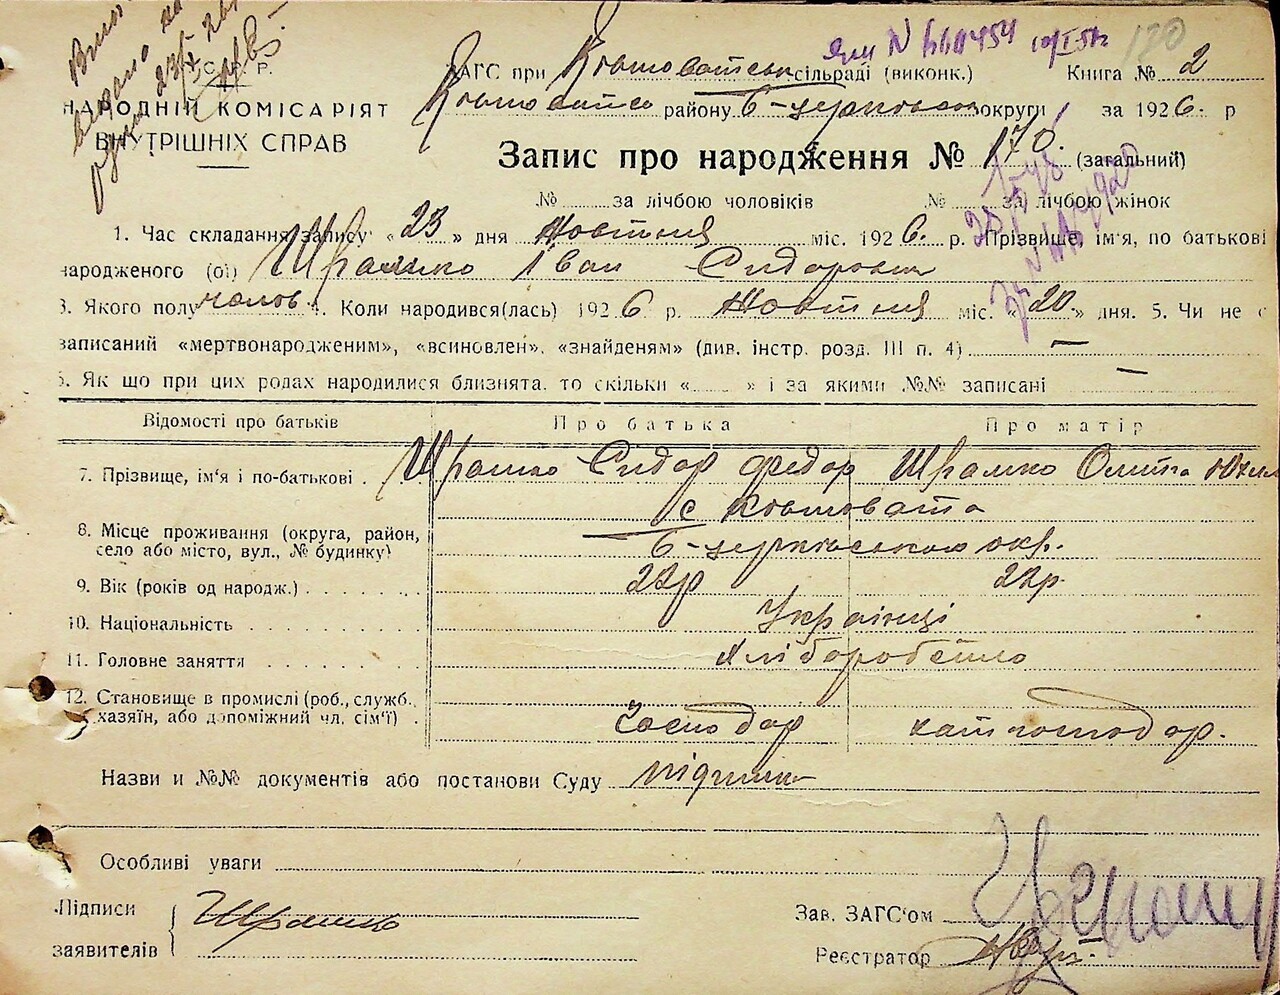 У.С.Р.Р.
НАРОДНІЙ КОМІСАРІЯТ
ВНУТРІШНІХ СПРАВ
ЗАГС при Ківшоватськ сільраді (виконк.) Книга № 2
Ківшоватсь району Б-церковськ округи за 1926. р
Запис про народження № 170. (загальний)
№ за лічбою чоловіків № за лічбою жінок
1. Час складання запису „ 23 “ дня Жовтня міс. 1926. р. Прізвище, ім'я, по батькові
народженого (ої) Шрамко Іван Сидорович
3. Якого полу чолов 4. Коли народився(лась) 1926 р. Жовтня міс. „20.“ дня. 5. Чи не є
записаний «мертвонародженим», «всиновлен», «знайденям» (див. інстр. розд. III п. 4) —
6. Як що при цих родах народилися близнята, то скільки « » і за якими №№ записані —
Відомості про батьків Про батька Про матір
7. Прізвище, ім'я і по-батькові . Шрамко Сидор Федор Шрамко
с Ківшовата
8. Місце проживання (округа, район,
село або місто, вул., № будинку)
Б-церківської окр.
9. Вік (років од народж.) 22р 22р.
10. Національність Українці
11. Головне заняття Хліборобство
12. Становище в промислі (роб., служб.,
хазяїн, або допоміжний чл. сім'ї) .
Господар
Назви и №№ документів або постанови Суду
Особливі уваги
Підписи
заявителів
Шрамко
Зав. ЗАГС'ом
Реєстратор